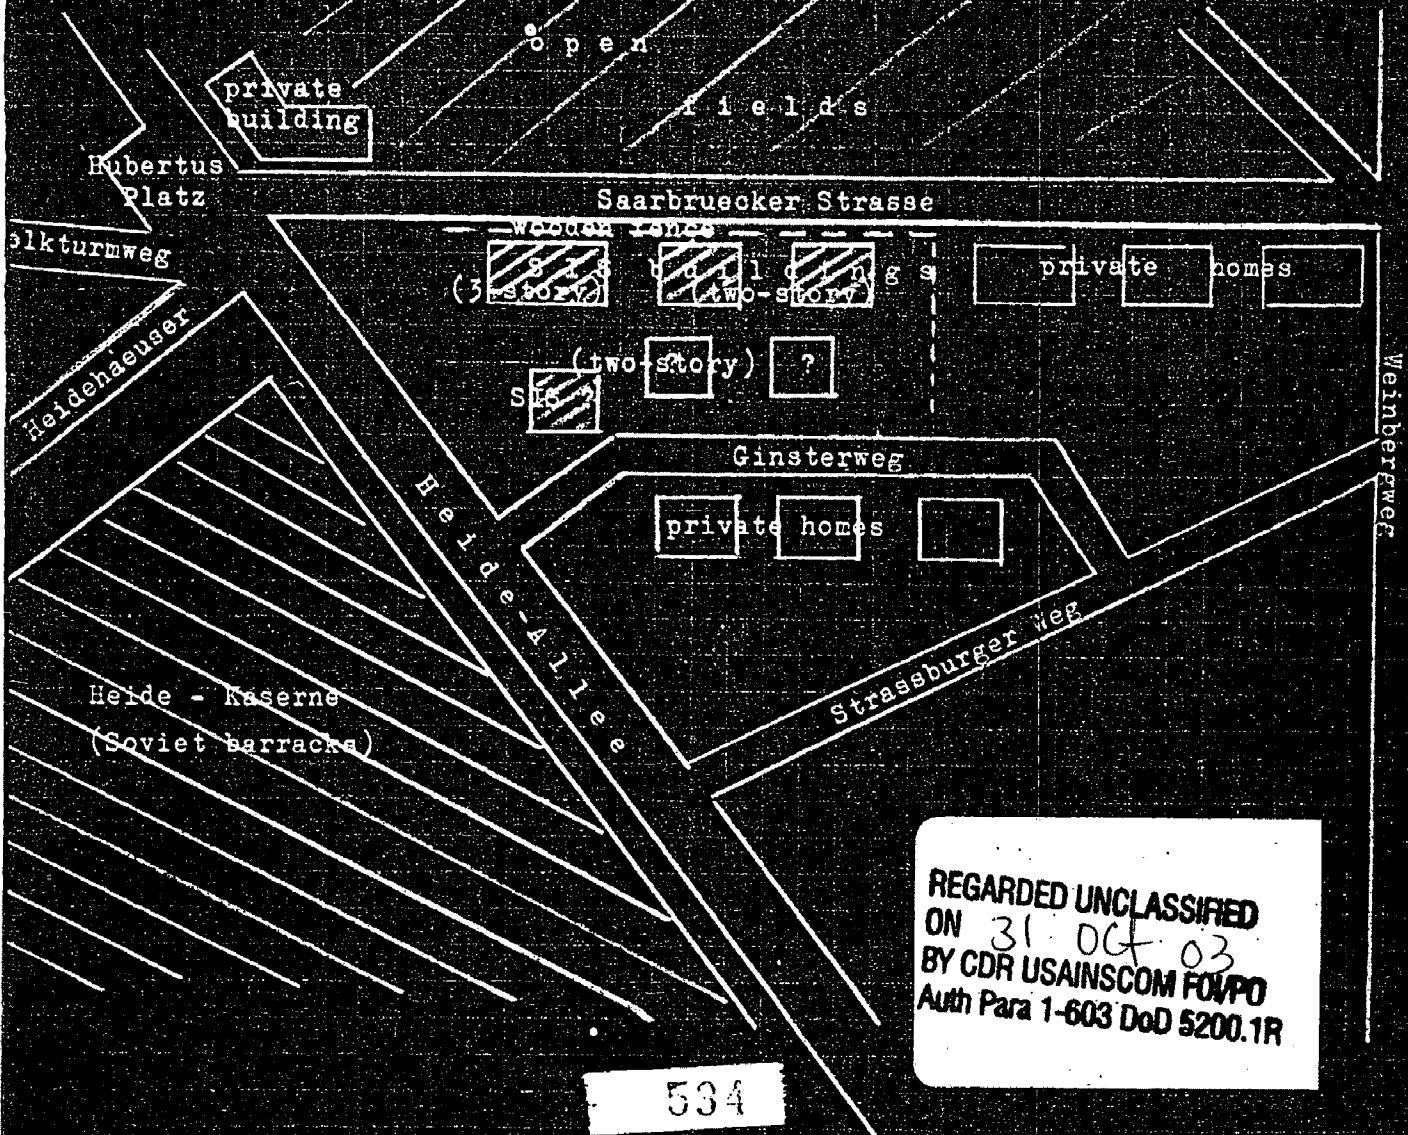 open
fields
private
building
Hubertus
Platz
Saarbruecker Strasse
wooden fence
olkturmweg
SIS buildings
(3-story) (two-story)
private homes
Heidehaeuser
(two-story)
? ?
SIS
Weinbergweg
Ginsterweg
Heide-Allee
private homes
Strassburger weg
Heide - Kaserne
(Soviet barracks)
REGARDED UNCLASSIFIED
ON 31 Oct 03
BY CDR USAINSCOM FOI/PO
Auth Para 1-603 DoD 5200.1R
534